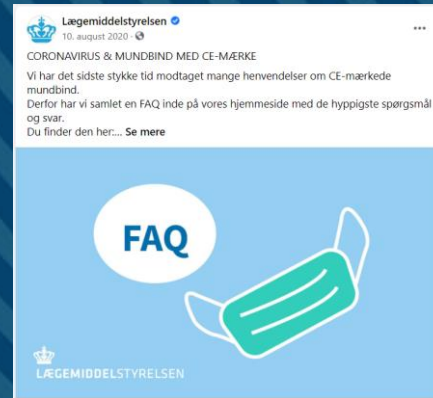 Lægemiddelstyrelsen
10. august 2020 ·
CORONAVIRUS & MUNDBIND MED CE-MÆRKE
Vi har det sidste stykke tid modtaget mange henvendelser om CE-mærkede
mundbind.
Derfor har vi samlet en FAQ inde på vores hjemmeside med de hyppigste spørgsmål
og svar.
Du finder den her:... Se mere
FAQ
LÆGEMIDDELSTYRELSEN